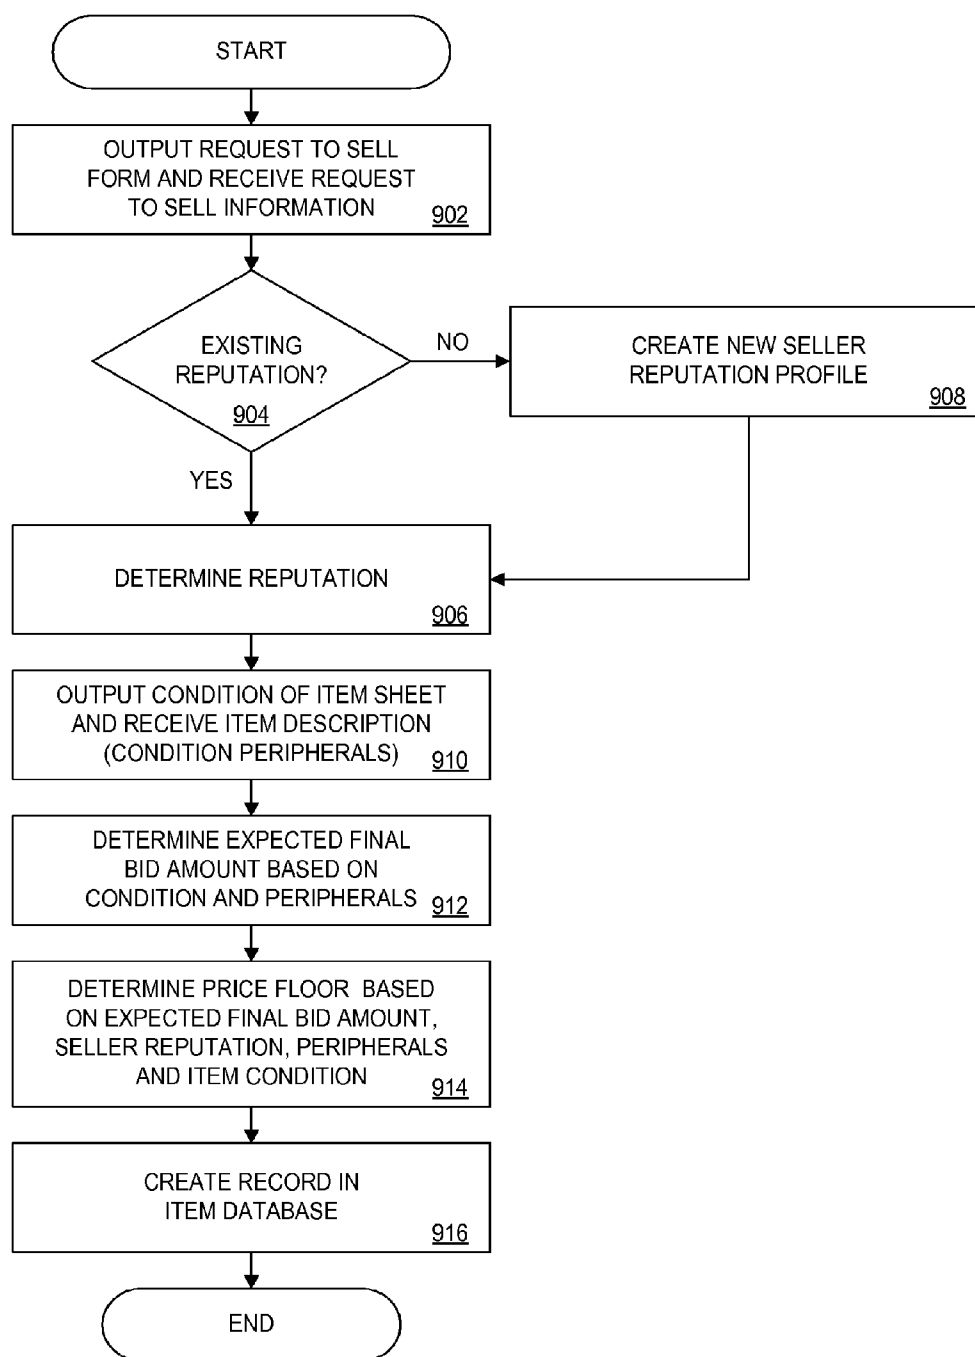 START
OUTPUT REQUEST TO SELL
FORM AND RECEIVE REQUEST
TO SELL INFORMATION
902
EXISTING
REPUTATION?
904
NO
CREATE NEW SELLER
REPUTATION PROFILE
908
YES
DETERMINE REPUTATION
906
OUTPUT CONDITION OF ITEM SHEET
AND RECEIVE ITEM DESCRIPTION
(CONDITION PERIPHERALS)
910
DETERMINE EXPECTED FINAL
BID AMOUNT BASED ON
CONDITION AND PERIPHERALS
912
DETERMINE PRICE FLOOR BASED
ON EXPECTED FINAL BID AMOUNT,
SELLER REPUTATION, PERIPHERALS
AND ITEM CONDITION
914
CREATE RECORD IN
ITEM DATABASE
916
END